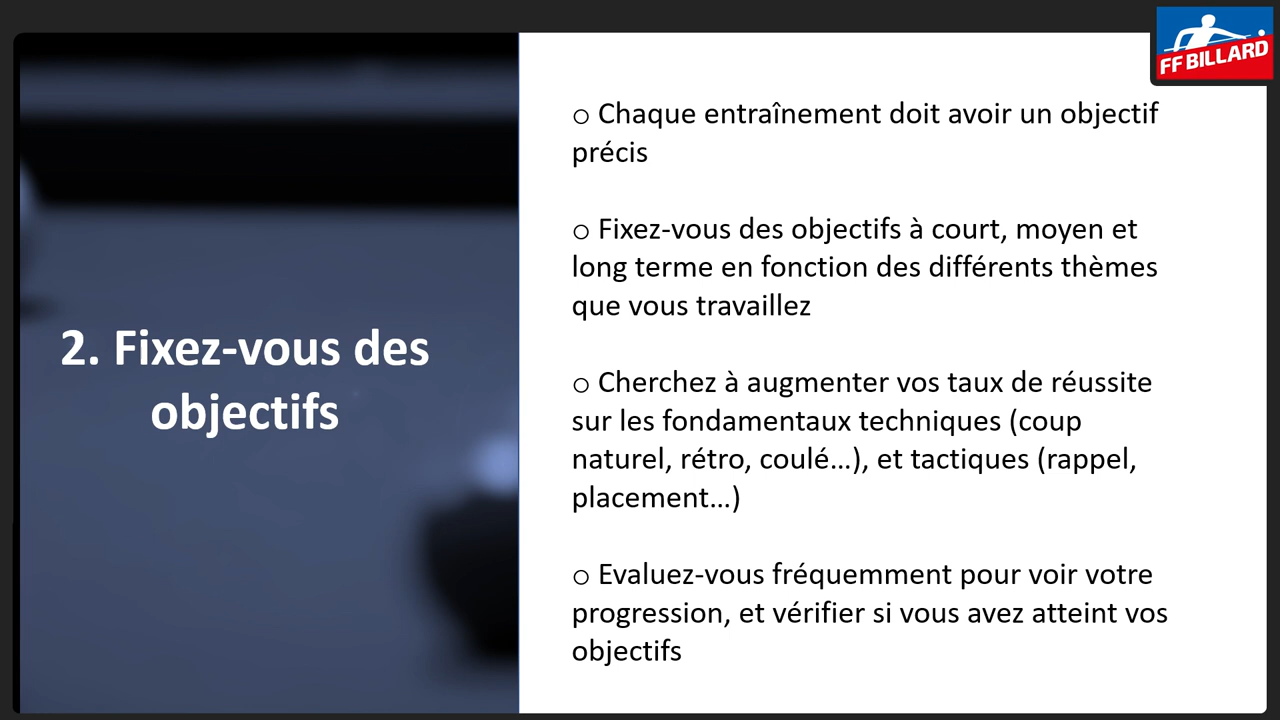 FF BILLARD
2. Fixez-vous des
objectifs
o Chaque entraînement doit avoir un objectif
précis
o Fixez-vous des objectifs à court, moyen et
long terme en fonction des différents thèmes
que vous travaillez
o Cherchez à augmenter vos taux de réussite
sur les fondamentaux techniques (coup
naturel, rétro, coulé…), et tactiques (rappel,
placement…)
o Evaluez-vous fréquemment pour voir votre
progression, et vérifier si vous avez atteint vos
objectifs